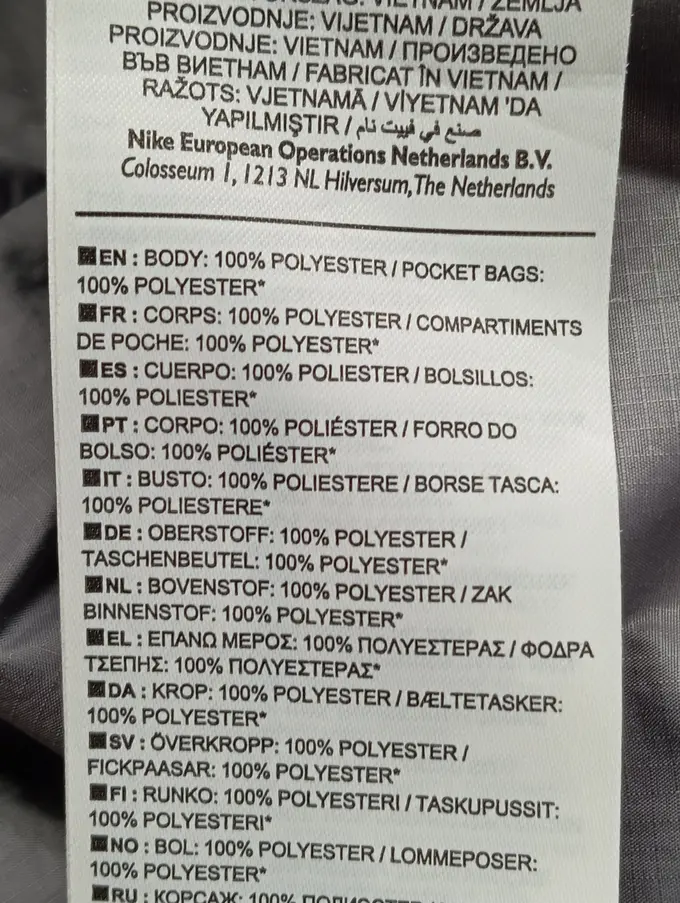 VIETNAM / ZEMLJA
PROIZVODNJE: VIJETNAM / DRŽAVA
PROIZVODNJE: VIETNAM / ПРОИЗВЕДЕНО
ВЪВ ВИЕТНАМ / FABRICAT ÎN VIETNAM /
RAŽOTS: VJETNAMĀ / VİYETNAM 'DA
YAPILMIŞTIR / صنع في فييت نام
Nike European Operations Netherlands B.V.
Colosseum 1, 1213 NL Hilversum, The Netherlands
EN : BODY: 100% POLYESTER / POCKET BAGS:
100% POLYESTER*
FR : CORPS: 100% POLYESTER / COMPARTIMENTS
DE POCHE: 100% POLYESTER*
ES : CUERPO: 100% POLIESTER / BOLSILLOS:
100% POLIESTER*
PT : CORPO: 100% POLIÉSTER / FORRO DO
BOLSO: 100% POLIÉSTER*
IT : BUSTO: 100% POLIESTERE / BORSE TASCA:
100% POLIESTERE*
DE : OBERSTOFF: 100% POLYESTER /
TASCHENBEUTEL: 100% POLYESTER*
NL : BOVENSTOF: 100% POLYESTER / ZAK
BINNENSTOF: 100% POLYESTER*
EL : ΕΠΑΝΩ ΜΕΡΟΣ: 100% ΠΟΛΥΕΣΤΕΡΑΣ / ΦΟΔΡΑ
ΤΣΕΠΗΣ: 100% ΠΟΛΥΕΣΤΕΡΑΣ*
DA : KROP: 100% POLYESTER / BÆLTETASKER:
100% POLYESTER*
SV : ÖVERKROPP: 100% POLYESTER /
FICKPAASAR: 100% POLYESTER*
FI : RUNKO: 100% POLYESTERI / TASKUPUSSIT:
100% POLYESTERI*
NO : BOL: 100% POLYESTER / LOMMEPOSER:
100% POLYESTER*
RU : КОРСАЖ: 100%